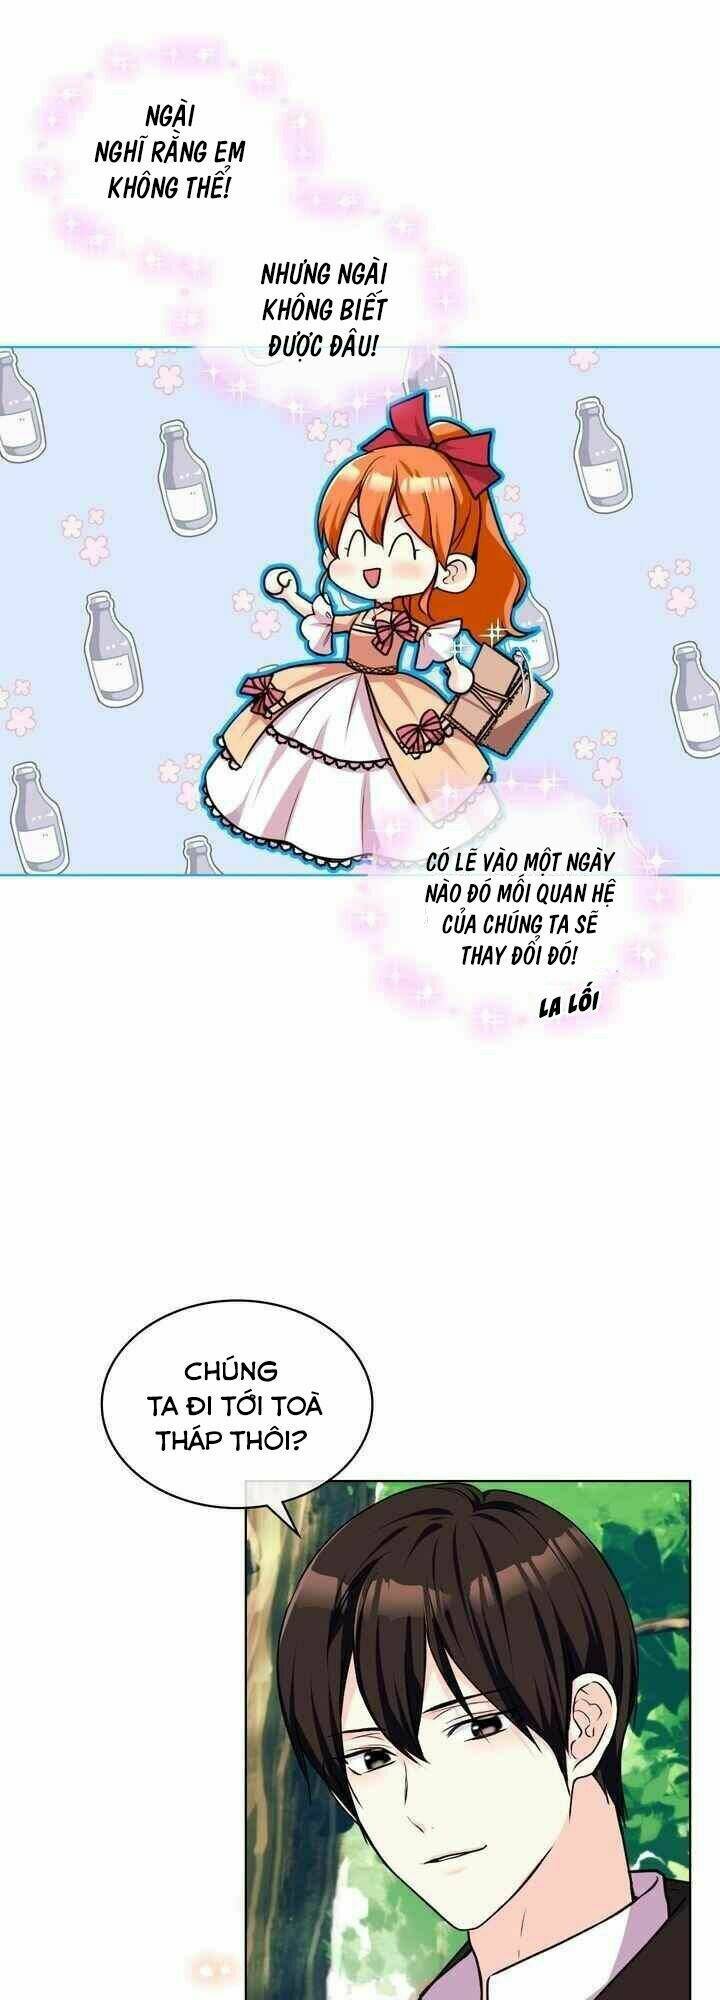 NGÀI
NGHĨ RẰNG EM
KHÔNG THỂ!
NHƯNG NGÀI
KHÔNG BIẾT
ĐƯỢC ĐÂU!
CÓ LẼ VÀO MỘT NGÀY
NÀO ĐÓ MỐI QUAN HỆ
CỦA CHÚNG TA SẼ
THAY ĐỔI ĐÓ!
LA LỐI
CHÚNG
TA ĐI TỚI TOÀ
THÁP THÔI?